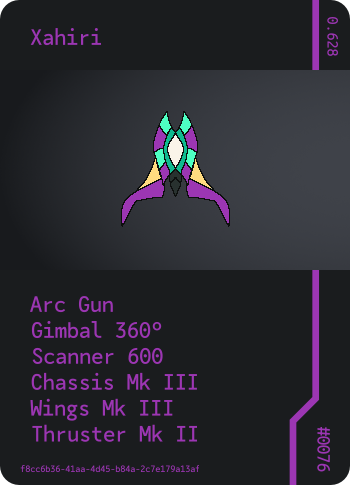 Xahiri
0.628
Arc Gun
Gimbal 360°
Scanner 600
Chassis Mk III
Wings Mk III
Thruster Mk II
#0076
f8cc6b36-41aa-4d45-b84a-2c7e179a13af